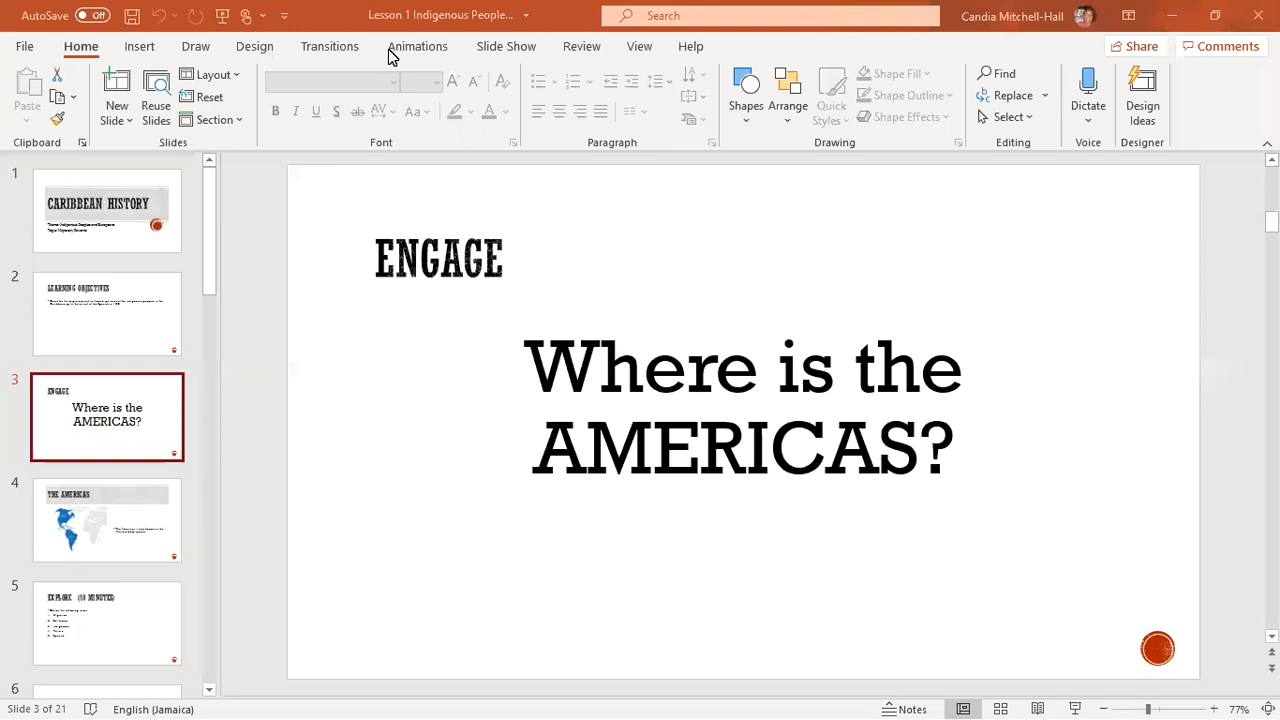 AutoSave Off Lesson 1 Indigenous People... Search Candia Mitchell-Hall
File Home Insert Draw Design Transitions Animations Slide Show Review View Help Share Comments
Paste New Slide Reuse Slides Layout Reset Section
B I U S ab AV Aa A
Shapes Arrange Quick Styles Shape Fill Shape Outline Shape Effects
Find Replace Select Dictate Design Ideas
Clipboard Slides Font Paragraph Drawing Editing Voice Designer
1
CARIBBEAN HISTORY
2
LEARNING OBJECTIVES
3
ENGAGE
Where is the
AMERICAS?
4
THE AMERICAS
5
EXPLORE (10 MINUTES)
6
ENGAGE
Where is the
AMERICAS?
Slide 3 of 21 English (Jamaica) Notes 77%